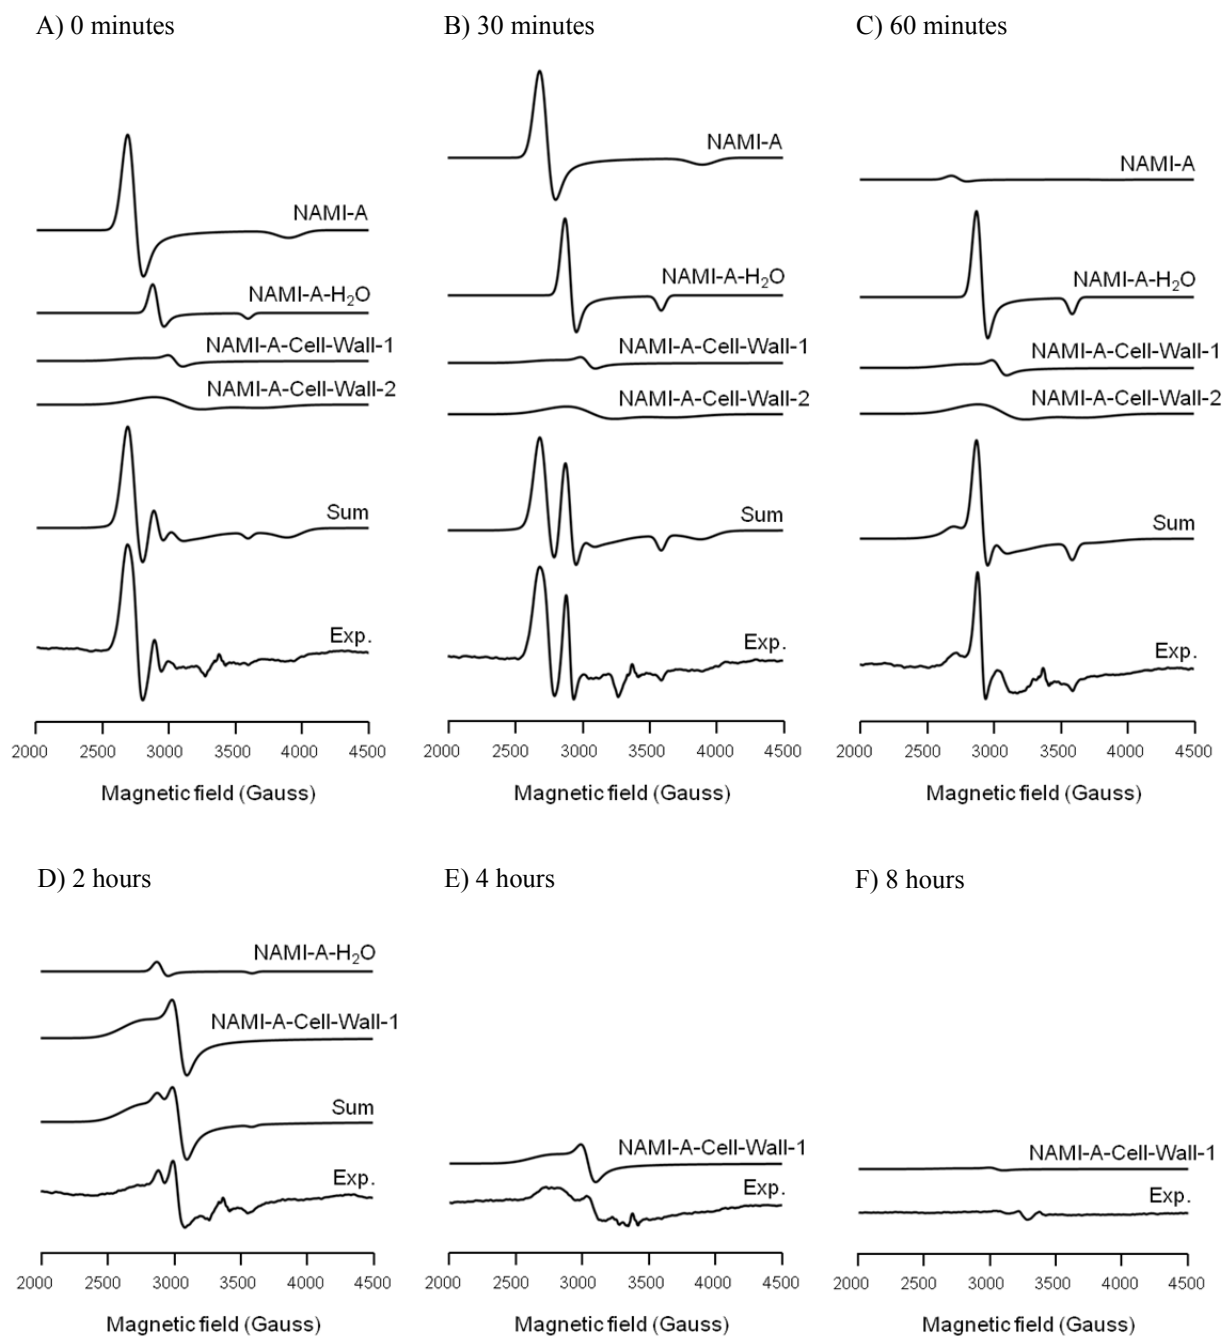 A) 0 minutes
NAMI-A
NAMI-A-H₂O
NAMI-A-Cell-Wall-1
NAMI-A-Cell-Wall-2
Sum
Exp.
2000 2500 3000 3500 4000 4500
Magnetic field (Gauss)
B) 30 minutes
NAMI-A
NAMI-A-H₂O
NAMI-A-Cell-Wall-1
NAMI-A-Cell-Wall-2
Sum
Exp.
2000 2500 3000 3500 4000 4500
Magnetic field (Gauss)
C) 60 minutes
NAMI-A
NAMI-A-H₂O
NAMI-A-Cell-Wall-1
NAMI-A-Cell-Wall-2
Sum
Exp.
2000 2500 3000 3500 4000 4500
Magnetic field (Gauss)
D) 2 hours
NAMI-A-H₂O
NAMI-A-Cell-Wall-1
Sum
Exp.
2000 2500 3000 3500 4000 4500
Magnetic field (Gauss)
E) 4 hours
NAMI-A-Cell-Wall-1
Exp.
2000 2500 3000 3500 4000 4500
Magnetic field (Gauss)
F) 8 hours
NAMI-A-Cell-Wall-1
Exp.
2000 2500 3000 3500 4000 4500
Magnetic field (Gauss)